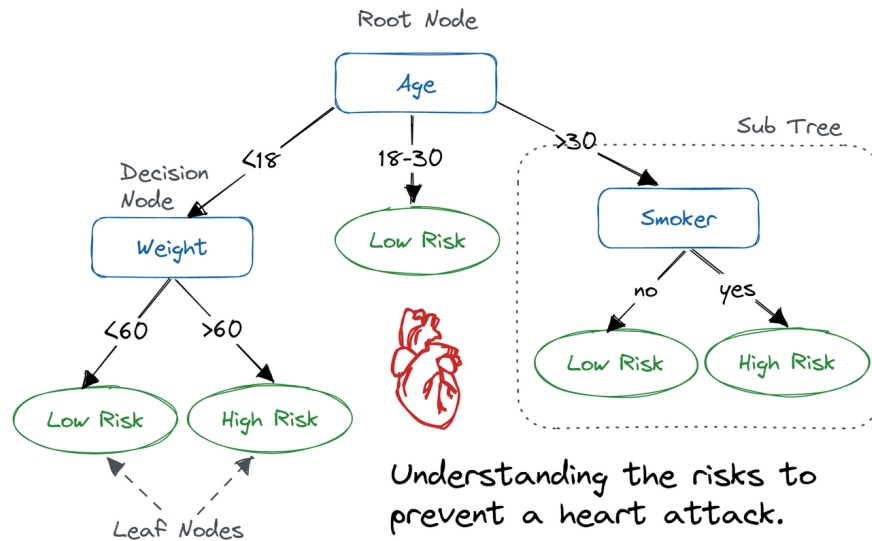 Root Node
Age
Sub Tree
<18
18-30
>30
Decision
Node
Weight
Low Risk
Smoker
<60
>60
no
yes
Low Risk
High Risk
Low Risk
High Risk
Leaf Nodes
Understanding the risks to
prevent a heart attack.